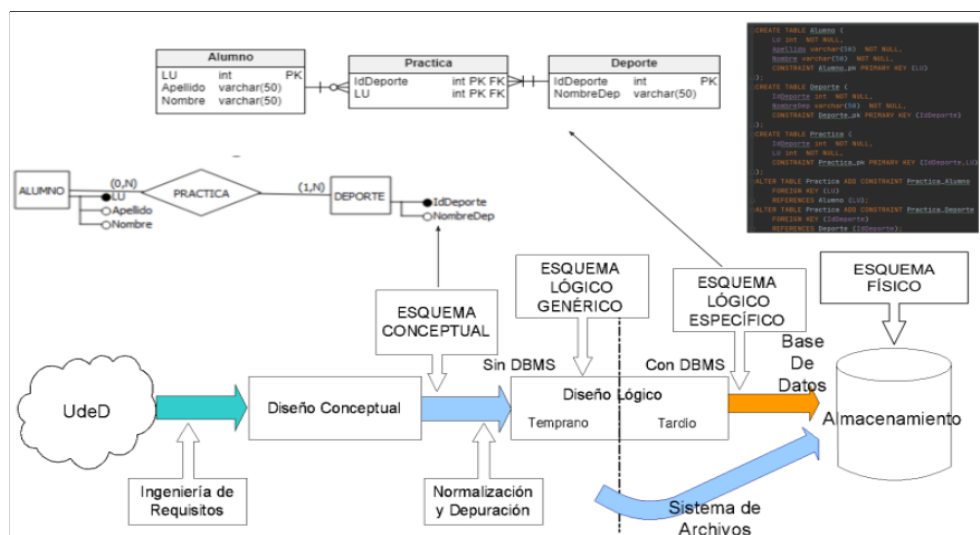 Alumno
LU int PK
Apellido varchar(50)
Nombre varchar(50)
Practica
IdDeporte int PK FK
LU int PK FK
Deporte
IdDeporte int PK
NombreDep varchar(50)
CREATE TABLE Alumno (
LU int NOT NULL,
Apellido varchar(50) NOT NULL,
Nombre varchar(50) NOT NULL,
CONSTRAINT Alumno_pk PRIMARY KEY (LU)
);
CREATE TABLE Deporte (
IdDeporte int NOT NULL,
NombreDep varchar(50) NOT NULL,
CONSTRAINT Deporte_pk PRIMARY KEY (IdDeporte)
);
CREATE TABLE Practica (
IdDeporte int NOT NULL,
LU int NOT NULL,
CONSTRAINT Practica_pk PRIMARY KEY (IdDeporte,LU)
);
ALTER TABLE Practica ADD CONSTRAINT Practica_Alumno
FOREIGN KEY (LU)
REFERENCES Alumno (LU);
ALTER TABLE Practica ADD CONSTRAINT Practica_Deporte
FOREIGN KEY (IdDeporte)
REFERENCES Deporte (IdDeporte);
ALUMNO
(0,N)
PRACTICA
(1,N)
DEPORTE
LU
Apellido
Nombre
IdDeporte
NombreDep
ESQUEMA
CONCEPTUAL
ESQUEMA
LÓGICO
GENÉRICO
ESQUEMA
LÓGICO
ESPECÍFICO
ESQUEMA
FÍSICO
Sin DBMS
Con DBMS
Base
De
Datos
UdeD
Diseño Conceptual
Diseño Lógico
Temprano
Tardío
Almacenamiento
Ingeniería de
Requisitos
Normalización
y Depuración
Sistema de
Archivos